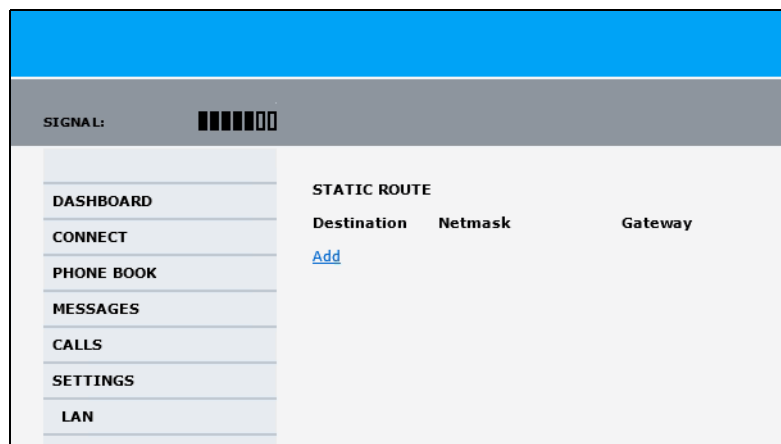 SIGNAL:
DASHBOARD
CONNECT
PHONE BOOK
MESSAGES
CALLS
SETTINGS
LAN
STATIC ROUTE
Destination Netmask Gateway
Add